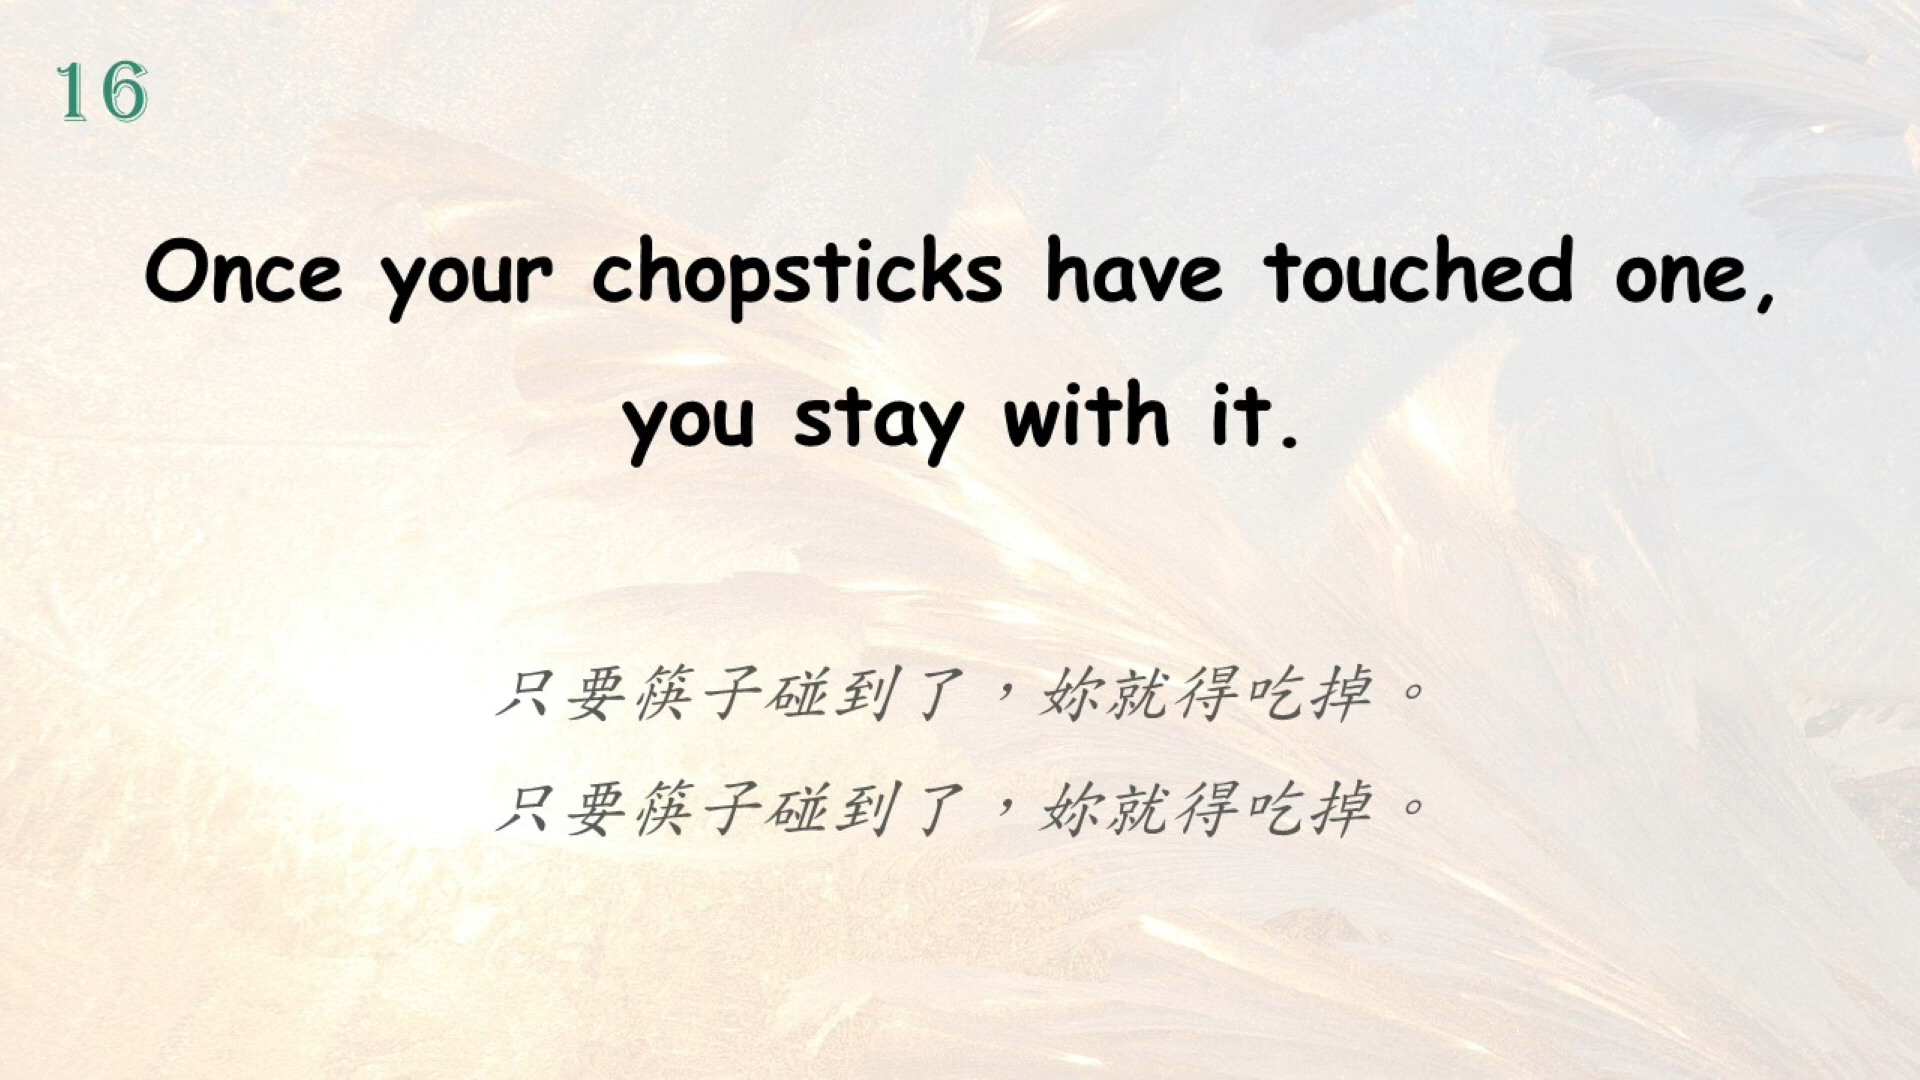 16
Once your chopsticks have touched one,
you stay with it.
只要筷子碰到了，妳就得吃掉。
只要筷子碰到了，妳就得吃掉。